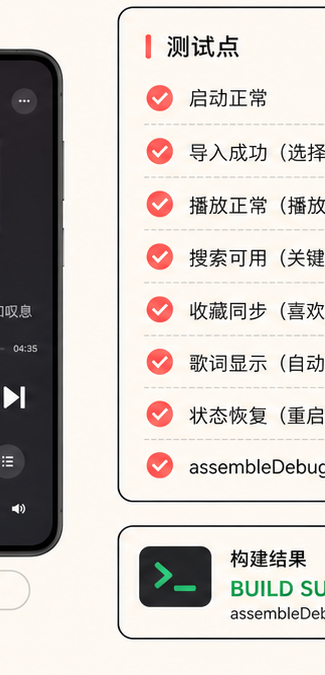 测试点
启动正常
导入成功（选择
播放正常（播放
搜索可用（关键
收藏同步（喜欢
歌词显示（自动
状态恢复（重启
assembleDebug
叹息
04:35
构建结果
BUILD SU
assembleDeb